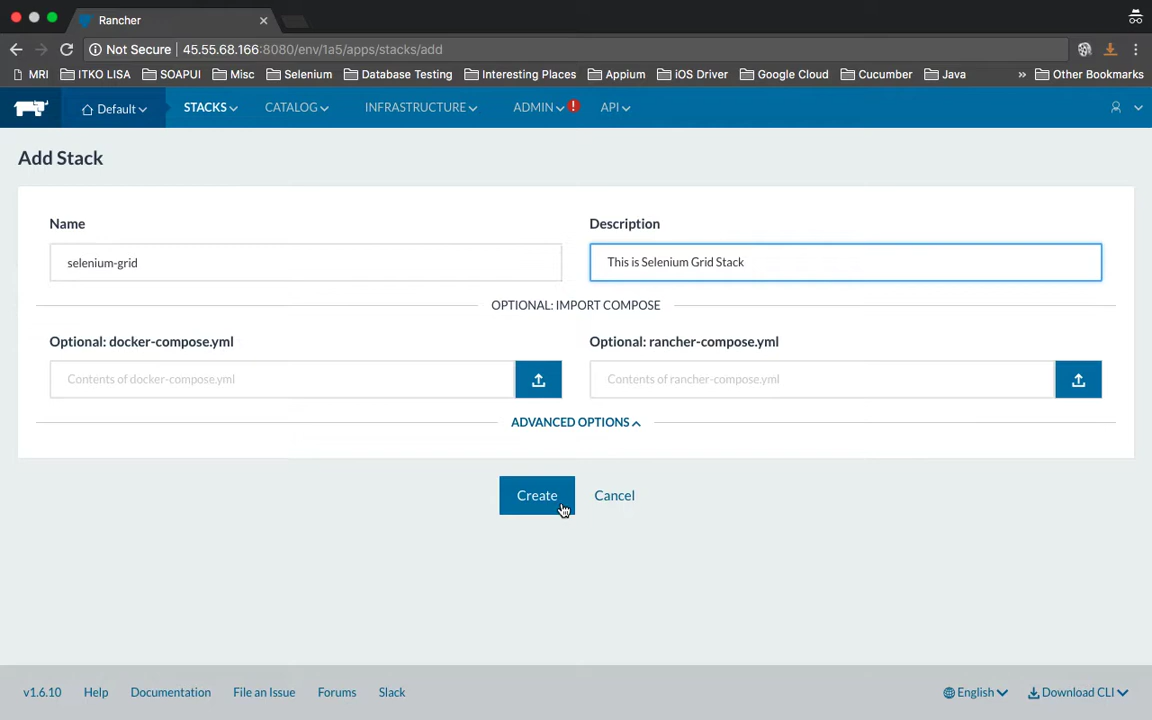 Rancher
Not Secure | 45.55.68.166:8080/env/1a5/apps/stacks/add
MRI ITKO LISA SOAPUI Misc Selenium Database Testing Interesting Places Appium iOS Driver Google Cloud Cucumber Java » Other Bookmarks
Default STACKS CATALOG INFRASTRUCTURE ADMIN ! API
Add Stack
Name Description
selenium-grid This is Selenium Grid Stack
OPTIONAL: IMPORT COMPOSE
Optional: docker-compose.yml Optional: rancher-compose.yml
Contents of docker-compose.yml Contents of rancher-compose.yml
ADVANCED OPTIONS
Create Cancel
v1.6.10 Help Documentation File an Issue Forums Slack English Download CLI